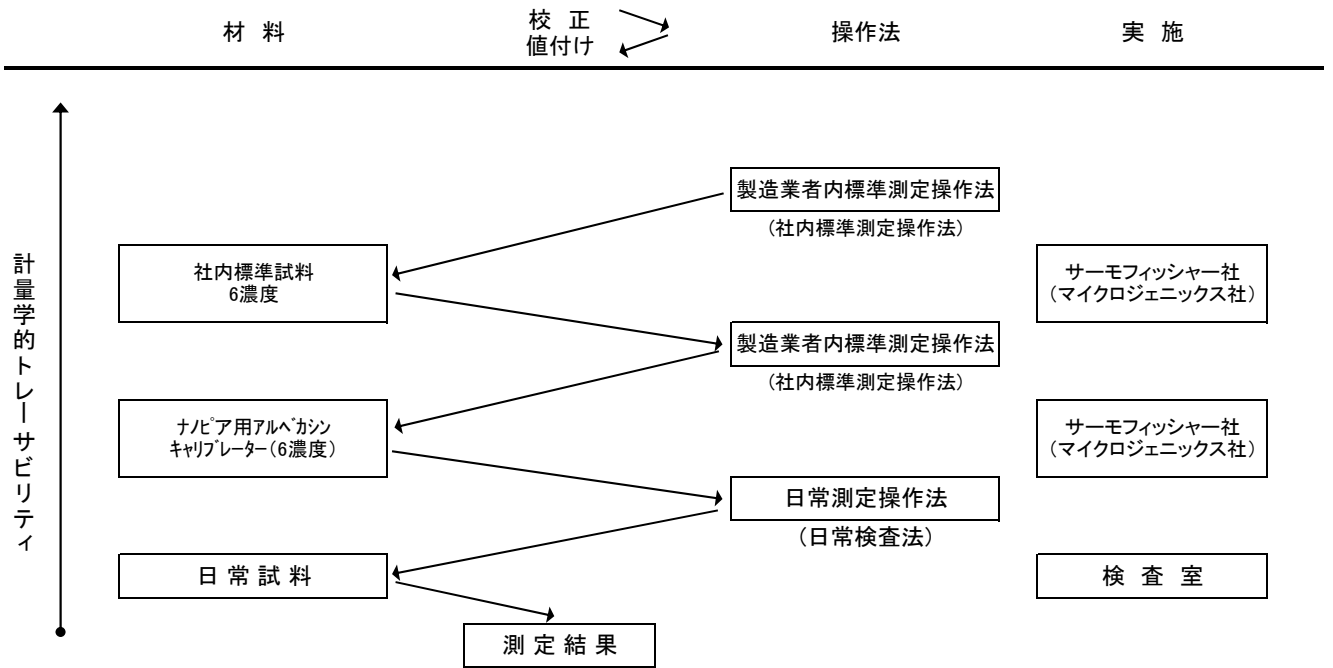 材料
校正
値付け
操作法
実施
計量学的トレーサビリティ
製造業者内標準測定操作法
(社内標準測定操作法)
社内標準試料
6濃度
サーモフィッシャー社
(マイクロジェニックス社)
製造業者内標準測定操作法
(社内標準測定操作法)
ナノピア用アルベカシン
キャリブレーター(6濃度)
サーモフィッシャー社
(マイクロジェニックス社)
日常測定操作法
(日常検査法)
日常試料
検査室
測定結果